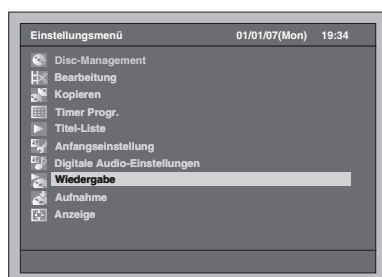 Einstellungsmenü 01/01/07(Mon) 19:34
Disc-Management
Bearbeitung
Kopieren
Timer Progr.
Titel-Liste
Anfangseinstellung
Digitale Audio-Einstellungen
Wiedergabe
Aufnahme
Anzeige